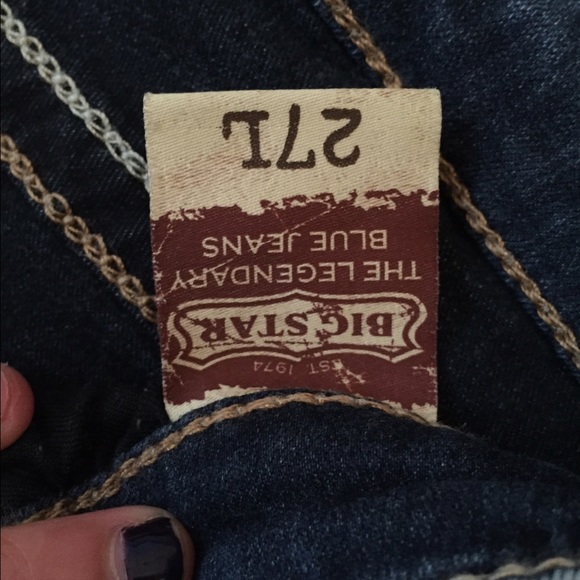 EST. 1974
BIG STAR
THE LEGENDARY
BLUE JEANS
27L